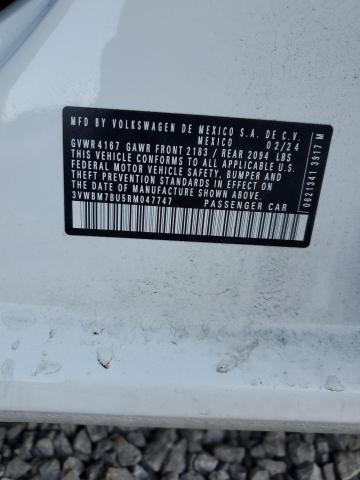 MFD BY VOLKSWAGEN DE MEXICO S.A. DE C.V.
MEXICO 02/24
GVWR 4167 GAWR FRONT 2183 / REAR 2094 LBS
THIS VEHICLE CONFORMS TO ALL APPLICABLE U.S.
FEDERAL MOTOR VEHICLE SAFETY, BUMPER AND
THEFT PREVENTION STANDARDS IN EFFECT ON THE
DATE OF MANUFACTURE SHOWN ABOVE.
3VWBM7BU5RM047747
PASSENGER CAR
0621341 3917 M